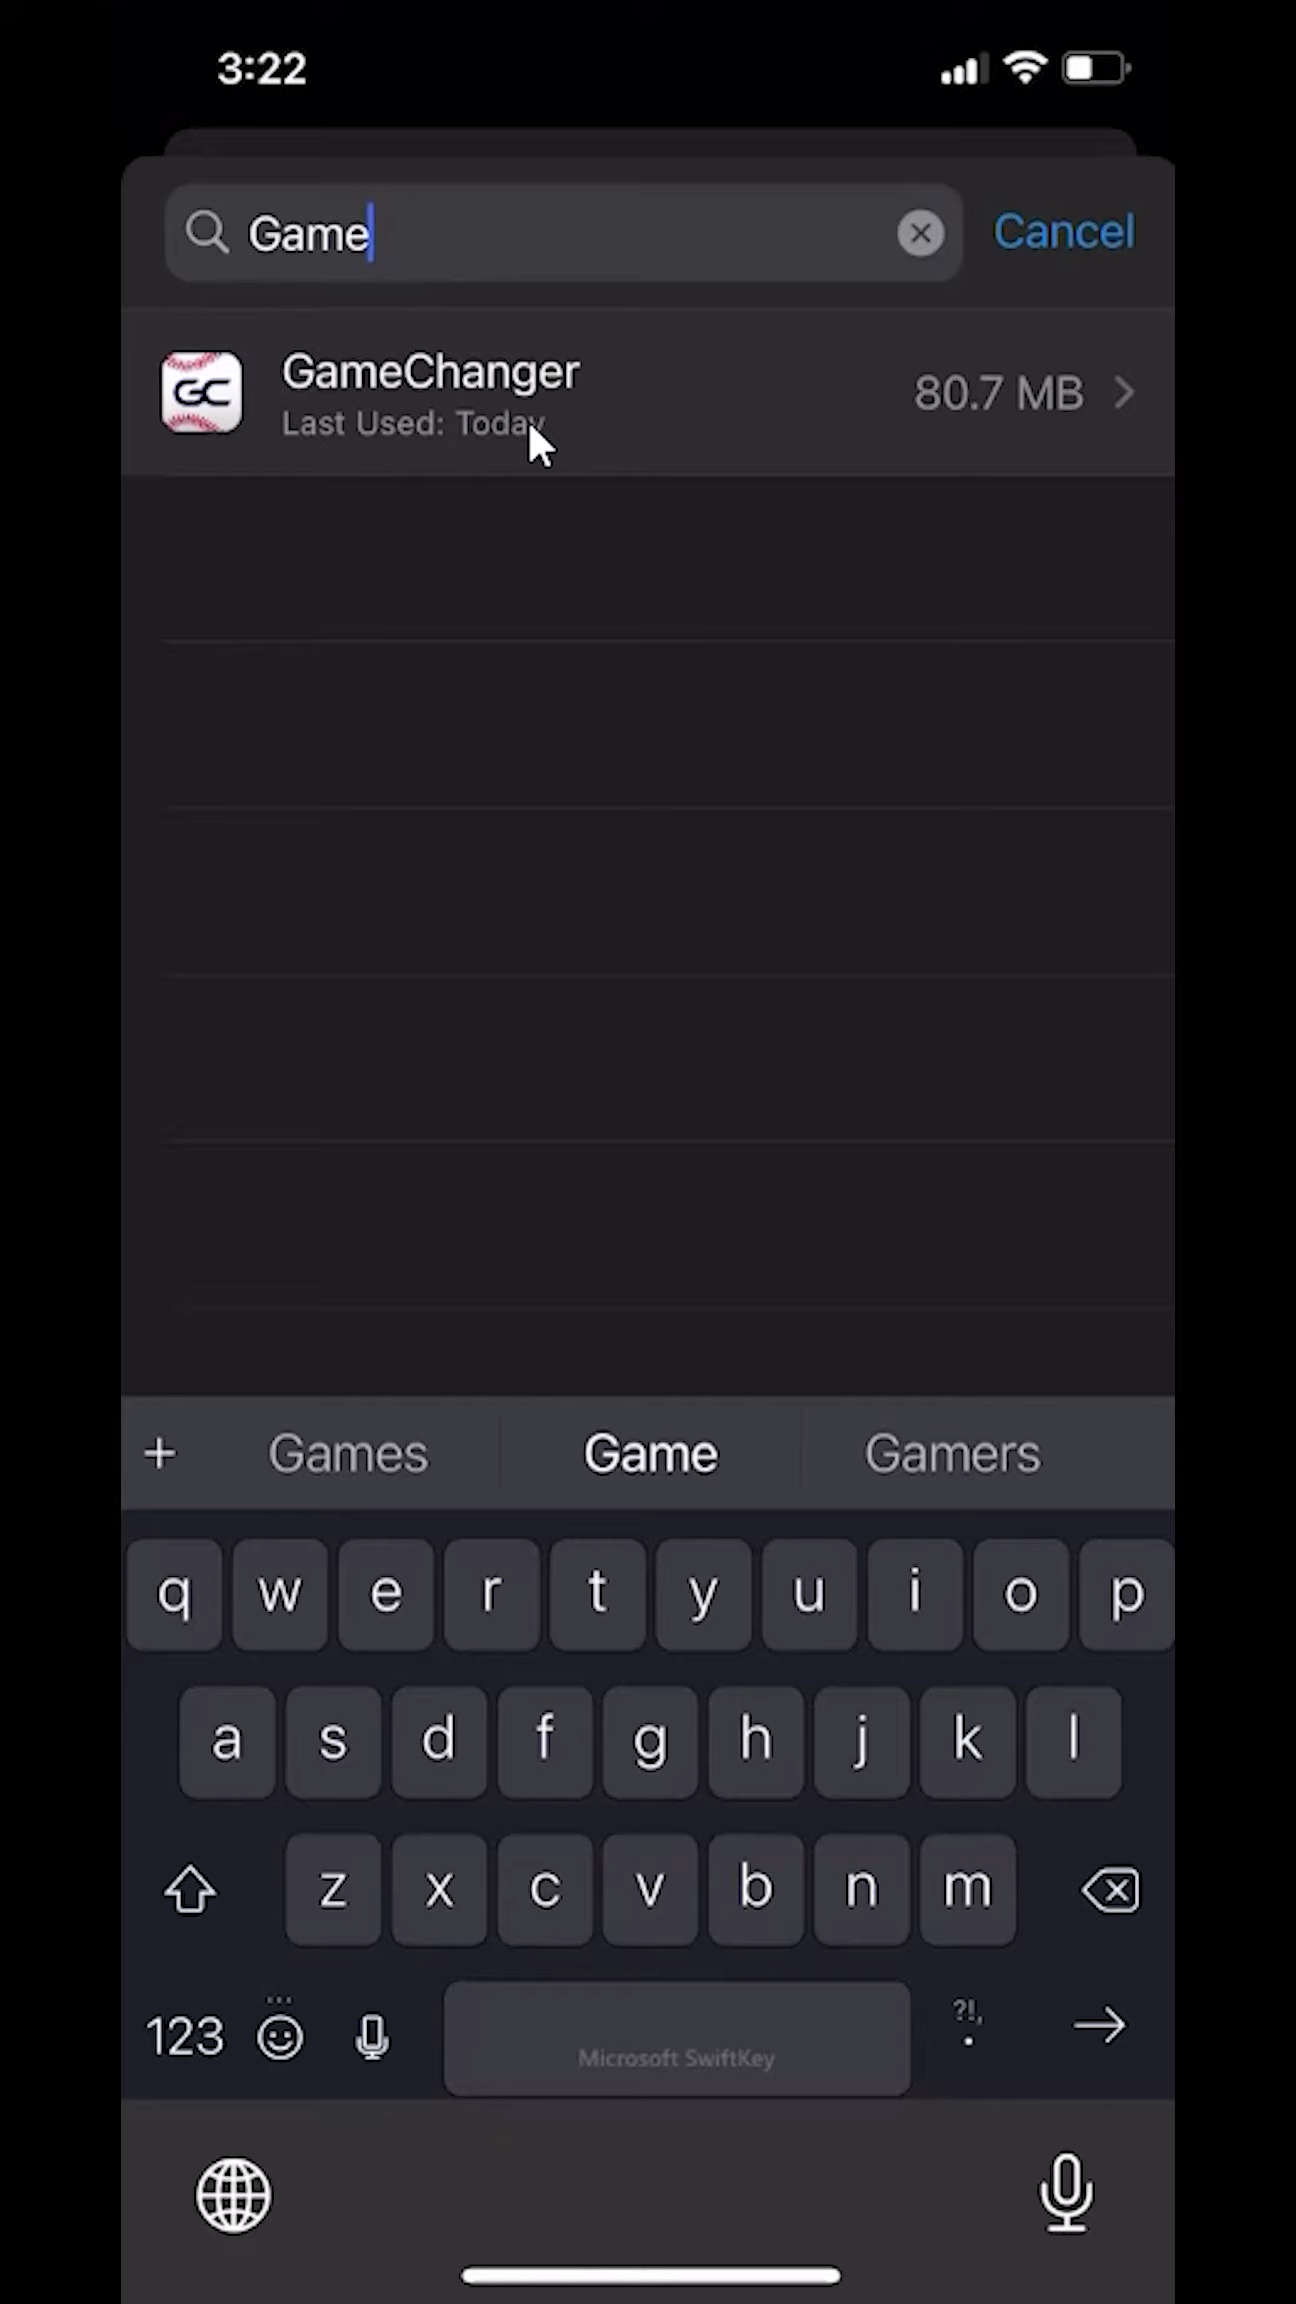 3:22
Game
Cancel
GC
GameChanger
Last Used: Today
80.7 MB
Games
Game
Gamers
q w e r t y u i o p
a s d f g h j k l
z x c v b n m
123
?!,
.
Microsoft SwiftKey